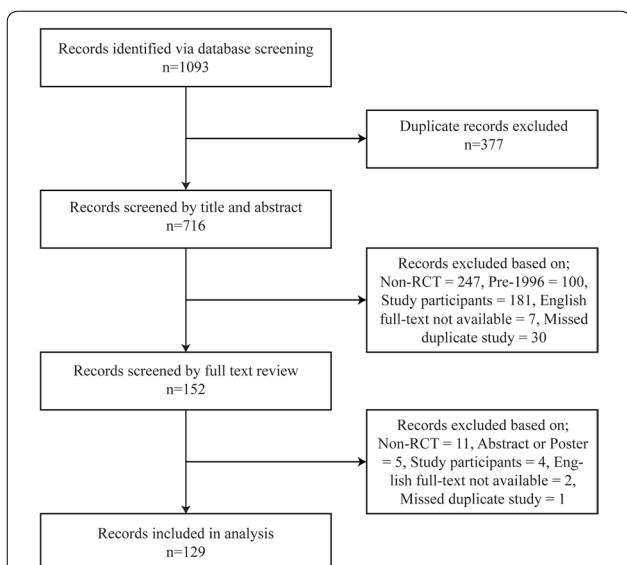 Records identified via database screening
n=1093
Duplicate records excluded
n=377
Records screened by title and abstract
n=716
Records excluded based on;
Non-RCT = 247, Pre-1996 = 100,
Study participants = 181, English
full-text not available = 7, Missed
duplicate study = 30
Records screened by full text review
n=152
Records excluded based on;
Non-RCT = 11, Abstract or Poster
= 5, Study participants = 4, Eng-
lish full-text not available = 2,
Missed duplicate study = 1
Records included in analysis
n=129